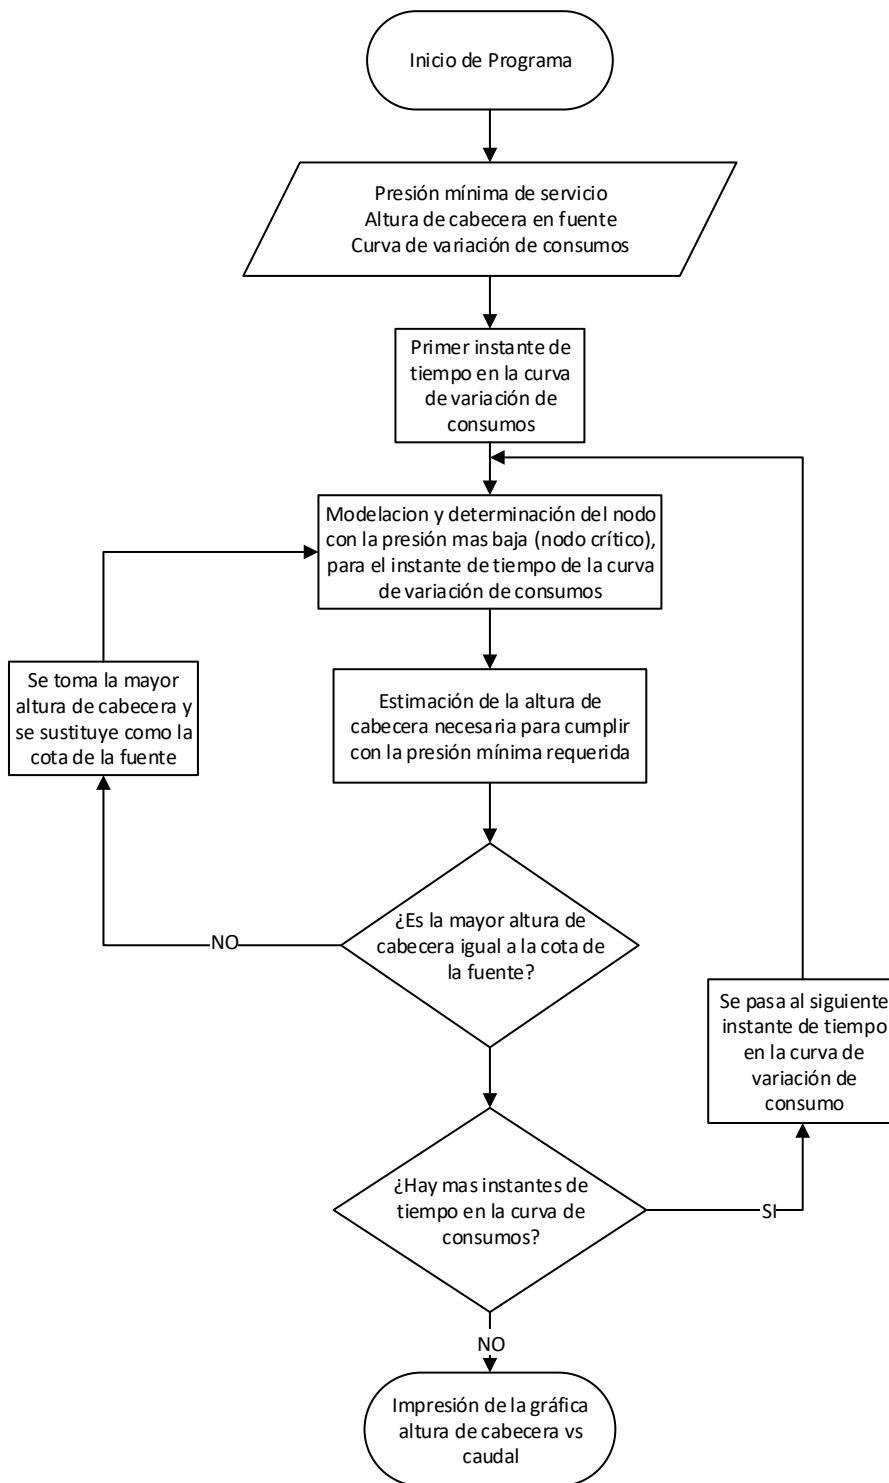 Inicio de Programa
Presión mínima de servicio
Altura de cabecera en fuente
Curva de variación de consumos
Primer instante de
tiempo en la curva
de variación de
consumos
Modelacion y determinación del nodo
con la presión mas baja (nodo crítico),
para el instante de tiempo de la curva
de variación de consumos
Se toma la mayor
altura de cabecera y
se sustituye como la
cota de la fuente
Estimación de la altura de
cabecera necesaria para cumplir
con la presión mínima requerida
¿Es la mayor altura de
cabecera igual a la cota de
la fuente?
NO
Se pasa al siguiente
instante de tiempo
en la curva de
variación de
consumo
¿Hay mas instantes de
tiempo en la curva de
consumos?
SI
NO
Impresión de la gráfica
altura de cabecera vs
caudal